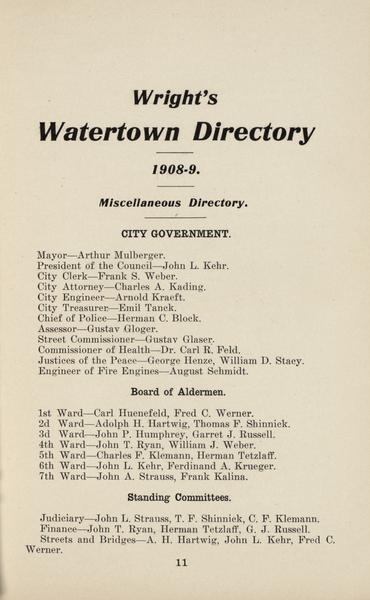 Wright's
Watertown Directory
1908-9.
Miscellaneous Directory.
CITY GOVERNMENT.
Mayor—Arthur Mulberger.
President of the Council—John L. Kehr.
City Clerk—Frank S. Weber.
City Attorney—Charles A. Kading.
City Engineer—Arnold Kraeft.
City Treasurer—Emil Tanck.
Chief of Police—Herman C. Block.
Assessor—Gustav Gloger.
Street Commissioner—Gustav Glaser.
Commissioner of Health—Dr. Carl R. Feld.
Justices of the Peace—George Henze, William D. Stacy.
Engineer of Fire Engines—August Schmidt.
Board of Aldermen.
1st Ward—Carl Huenefeld, Fred C. Werner.
2d Ward—Adolph H. Hartwig, Thomas F. Shinnick.
3d Ward—John P. Humphrey, Garret J. Russell.
4th Ward—John T. Ryan, William J. Weber.
5th Ward—Charles F. Klemann, Herman Tetzlaff.
6th Ward—John L. Kehr, Ferdinand A. Krueger.
7th Ward—John A. Strauss, Frank Kalina.
Standing Committees.
Judiciary—John L. Strauss, T. F. Shinnick, C. F. Klemann.
Finance—John T. Ryan, Herman Tetzlaff, G. J. Russell.
Streets and Bridges—A. H. Hartwig, John L. Kehr, Fred C.
Werner.
11